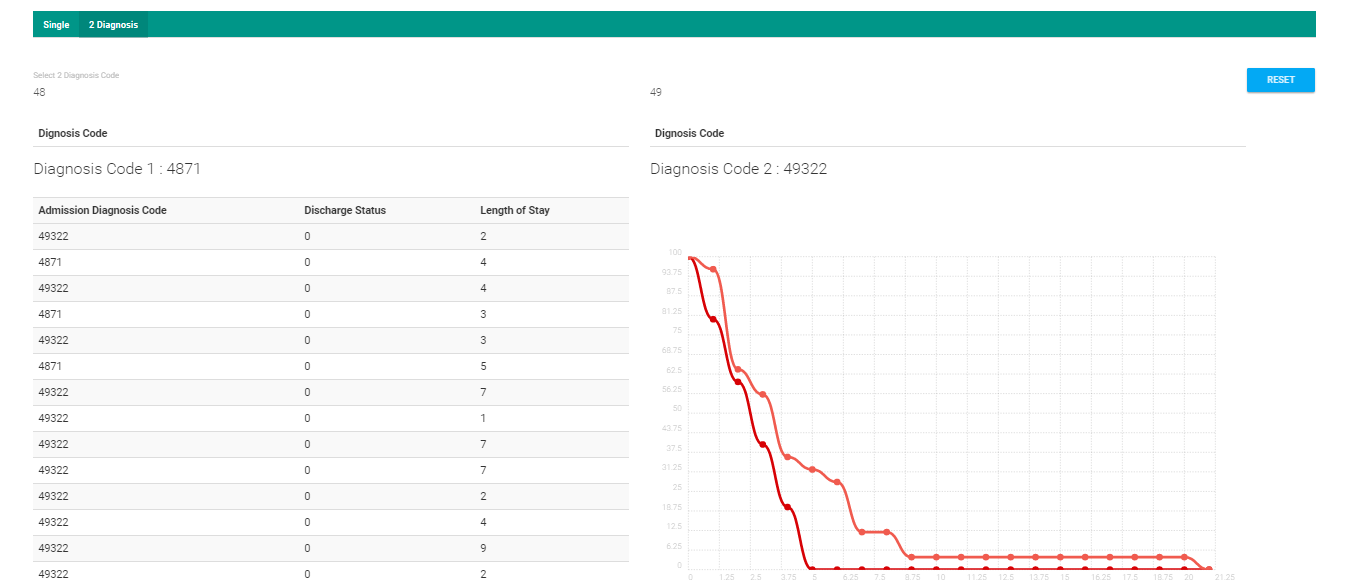 Single 2 Diagnosis
Select 2 Diagnosis Code
48 49 RESET
Dignosis Code Dignosis Code
Diagnosis Code 1 : 4871 Diagnosis Code 2 : 49322
Admission Diagnosis Code Discharge Status Length of Stay
49322 0 2
4871 0 4
49322 0 4
4871 0 3
49322 0 3
4871 0 5
49322 0 7
49322 0 1
49322 0 7
49322 0 7
49322 0 2
49322 0 4
49322 0 9
49322 0 2
100
93.75
87.5
81.25
75
68.75
62.5
56.25
50
43.75
37.5
31.25
25
18.75
12.5
6.25
0
0 1.25 2.5 3.75 5 6.25 7.5 8.75 10 11.25 12.5 13.75 15 16.25 17.5 18.75 20 21.25